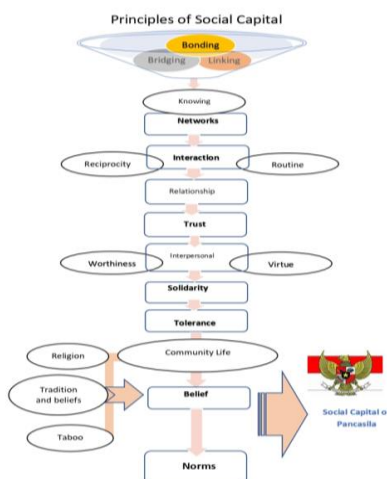 Principles of Social Capital
Bonding
Bridging
Linking
Knowing
Networks
Reciprocity
Interaction
Routine
Relationship
Trust
Worthiness
Interpersonal
Virtue
Solidarity
Tolerance
Religion
Community Life
Tradition
and beliefs
Belief
Social Capital o
Pancasila
Taboo
Norms